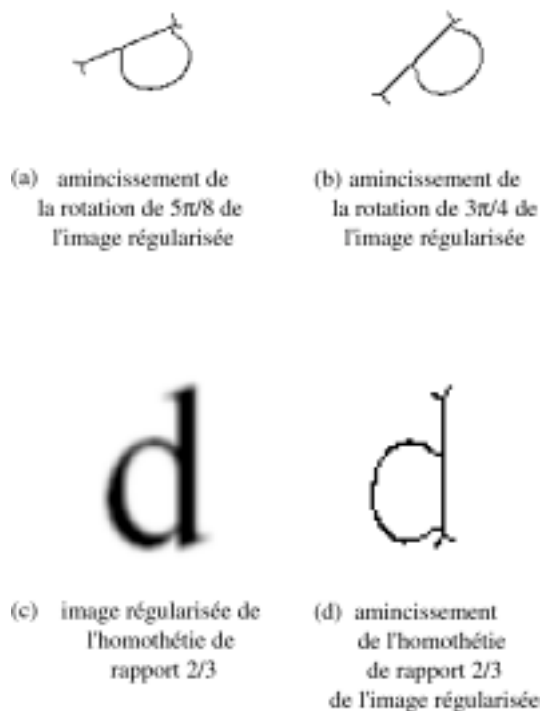 (a) amincissement de
la rotation de 5π/8 de
l'image régularisée
(b) amincissement de
la rotation de 3π/4 de
l'image régularisée
d
(c) image régularisée de
l'homothétie de
rapport 2/3
d
(d) amincissement
de l'homothétie
de rapport 2/3
de l'image régularisée